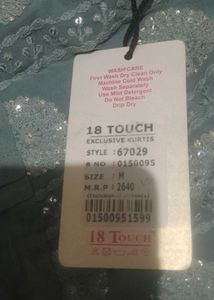 WASH CARE
First Wash Dry Clean Only
Machine Cold Wash
Wash Separately
Use Mild Detergent
Do Not Bleach
Drip Dry
18 TOUCH
EXCLUSIVE KURTIS
STYLE : 67029
# NO : 0150095
SIZE : M
M.R.P : 2640
01500951599
18 TOUCH